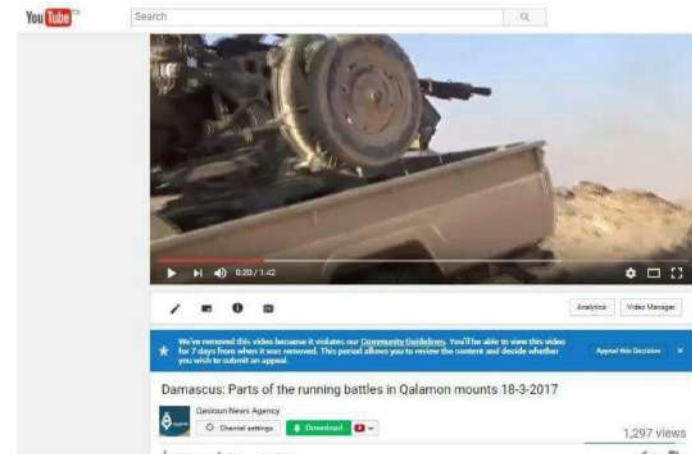 You Tube
Search
0:20 / 1:42
Analytics
Video Manager
We've removed this video because it violates our Community Guidelines. You'll be able to view this video
for 7 days from when it was removed. This period allows you to review the content and decide whether
you wish to submit an appeal.
Appeal this Decision
Damascus: Parts of the running battles in Qalamon mounts 18-3-2017
Qasioun News Agency
Channel settings
Download
1,297 views